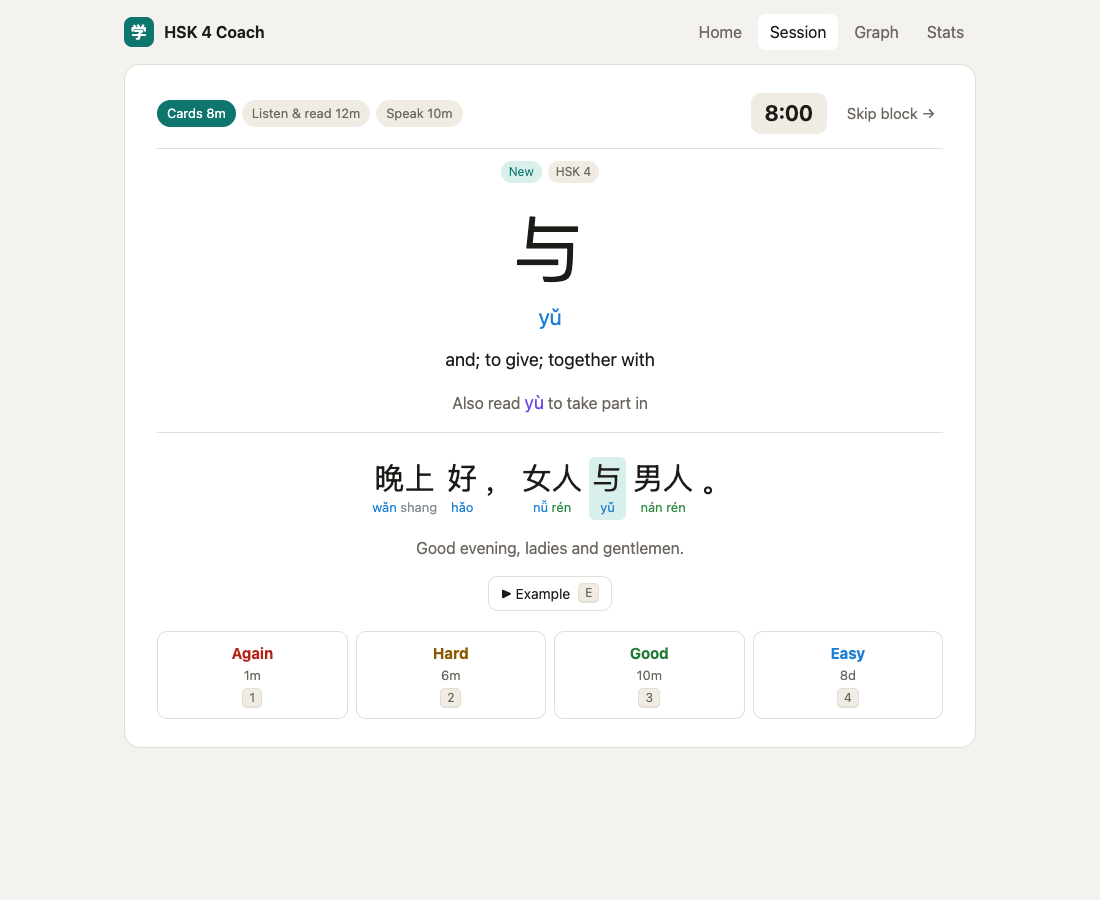 学 HSK 4 Coach Home Session Graph Stats
Cards 8m Listen & read 12m Speak 10m 8:00 Skip block →
New HSK 4
与
yǔ
and; to give; together with
Also read yù to take part in
晚上 好 ， 女人 与 男人 。
wǎn shang hǎo nǚ rén yǔ nán rén
Good evening, ladies and gentlemen.
▶ Example E
Again Hard Good Easy
1m 6m 10m 8d
1 2 3 4